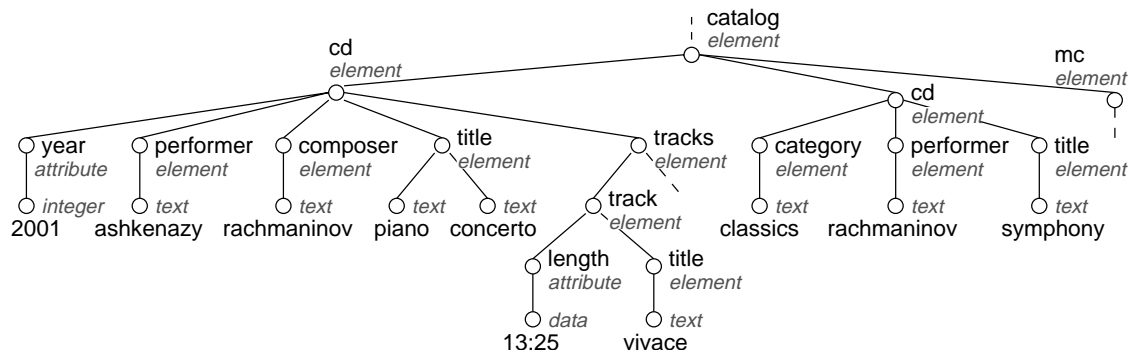 catalog
element
cd
element
mc
element
cd
element
year
attribute
performer
element
composer
element
title
element
tracks
element
category
element
performer
element
title
element
integer
2001
text
ashkenazy
text
rachmaninov
text
piano
text
concerto
track
element
text
classics
text
rachmaninov
text
symphony
length
attribute
title
element
data
13:25
text
vivace